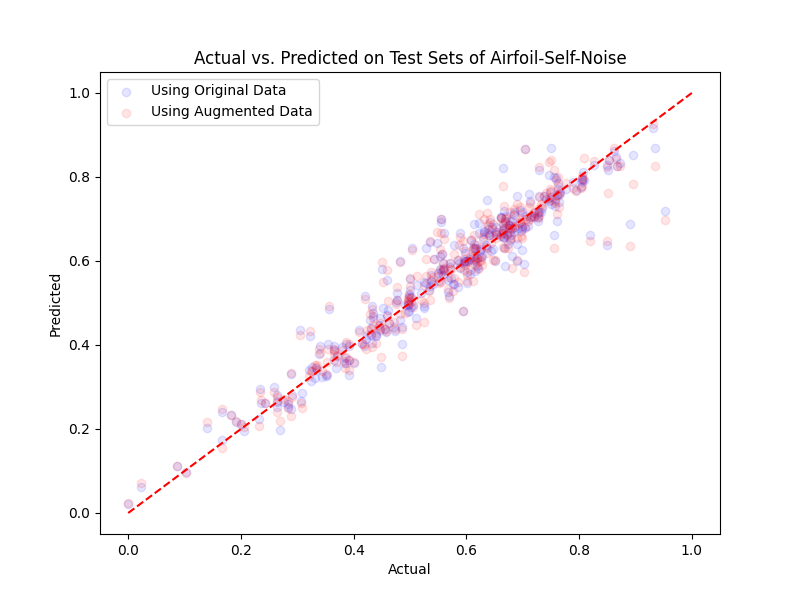 Actual vs. Predicted on Test Sets of Airfoil-Self-Noise
Using Original Data
Using Augmented Data
1.0
0.8
0.6
0.4
0.2
0.0
Predicted
0.0 0.2 0.4 0.6 0.8 1.0
Actual